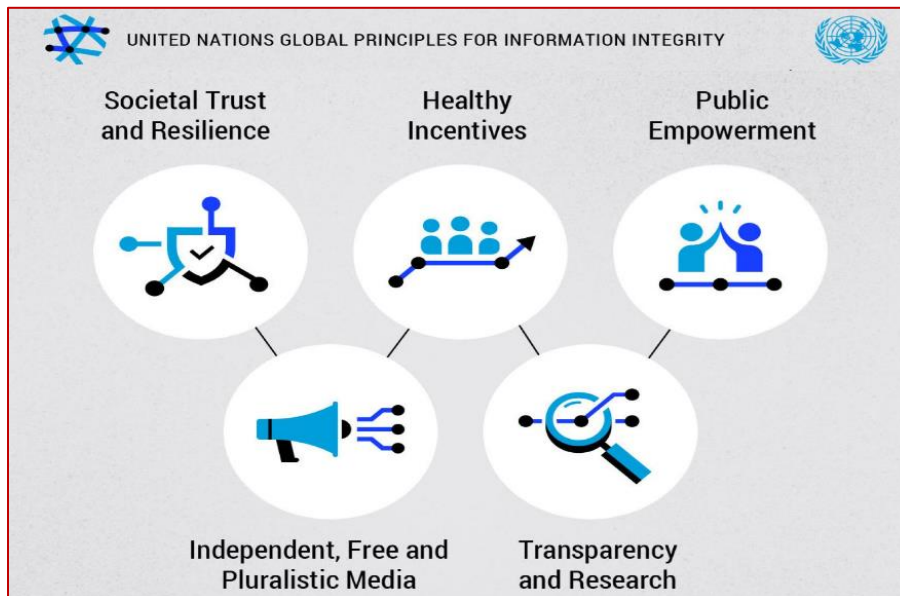 UNITED NATIONS GLOBAL PRINCIPLES FOR INFORMATION INTEGRITY
Societal Trust
and Resilience
Healthy
Incentives
Public
Empowerment
Independent, Free and
Pluralistic Media
Transparency
and Research